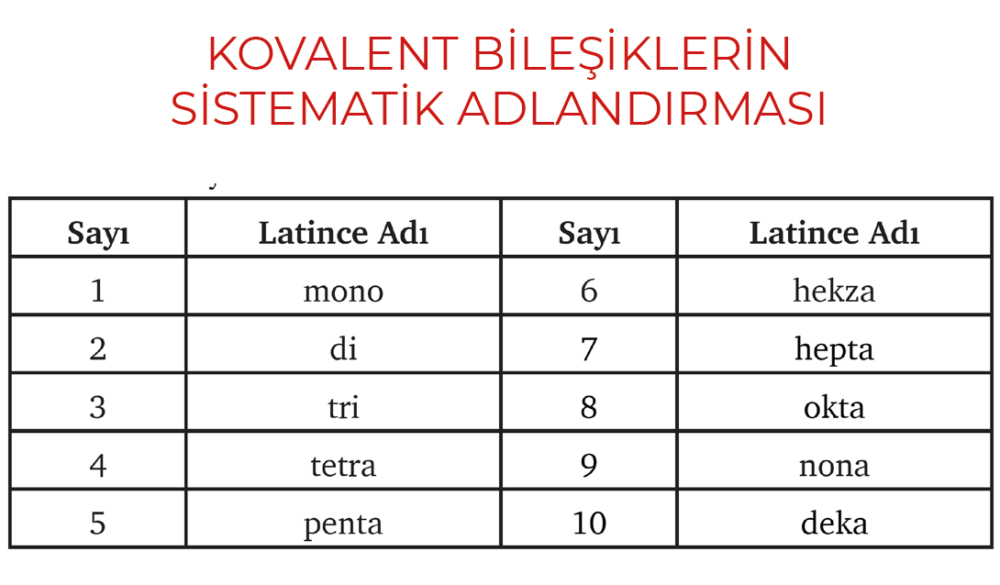 KOVALENT BİLEŞİKLERİN
SİSTEMATİK ADLANDIRMASI
Sayı Latince Adı Sayı Latince Adı
1 mono 6 hekza
2 di 7 hepta
3 tri 8 okta
4 tetra 9 nona
5 penta 10 deka